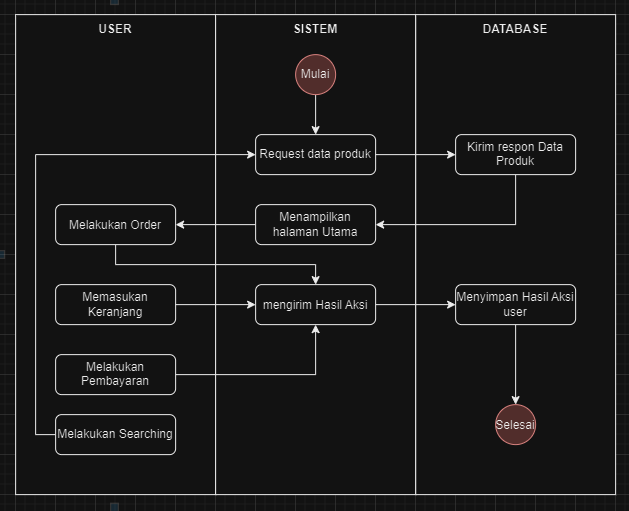 USER
SISTEM
DATABASE
Mulai
Request data produk
Kirim respon Data
Produk
Melakukan Order
Menampilkan
halaman Utama
Memasukan
Keranjang
mengirim Hasil Aksi
Menyimpan Hasil Aksi
user
Melakukan
Pembayaran
Melakukan Searching
Selesai